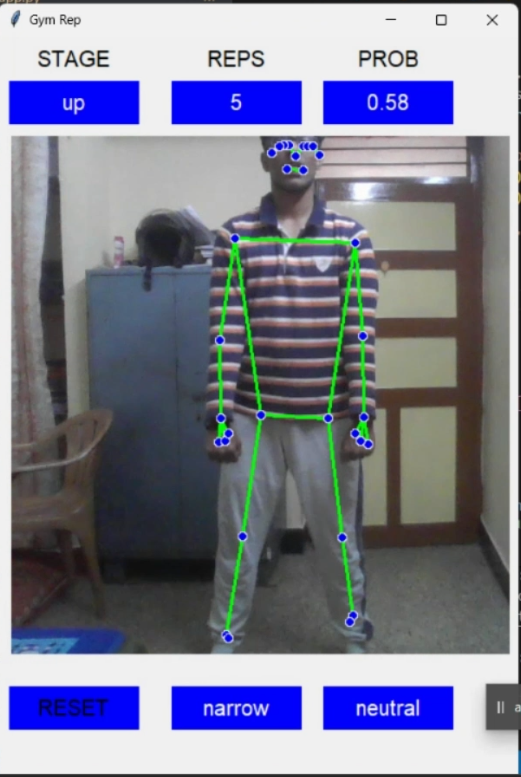 Gym Rep
STAGE REPS PROB
up 5 0.58
RESET narrow neutral